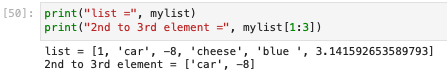 [50]: print("list =", mylist)
print("2nd to 3rd element =", mylist[1:3])
list = [1, 'car', -8, 'cheese', 'blue ', 3.141592653589793]
2nd to 3rd element = ['car', -8]